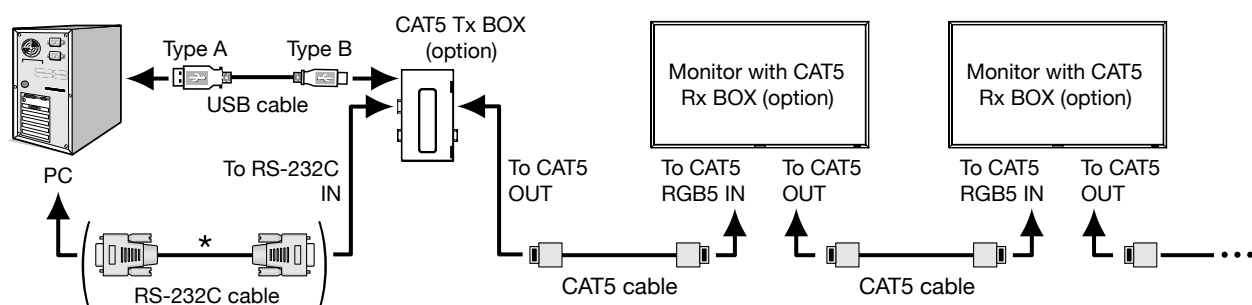 CAT5 Tx BOX
(option)
Type A
Type B
USB cable
Monitor with CAT5
Rx BOX (option)
Monitor with CAT5
Rx BOX (option)
PC
To RS-232C
IN
To CAT5
OUT
To CAT5
RGB5 IN
To CAT5
OUT
To CAT5
RGB5 IN
To CAT5
OUT
*
RS-232C cable
CAT5 cable
CAT5 cable